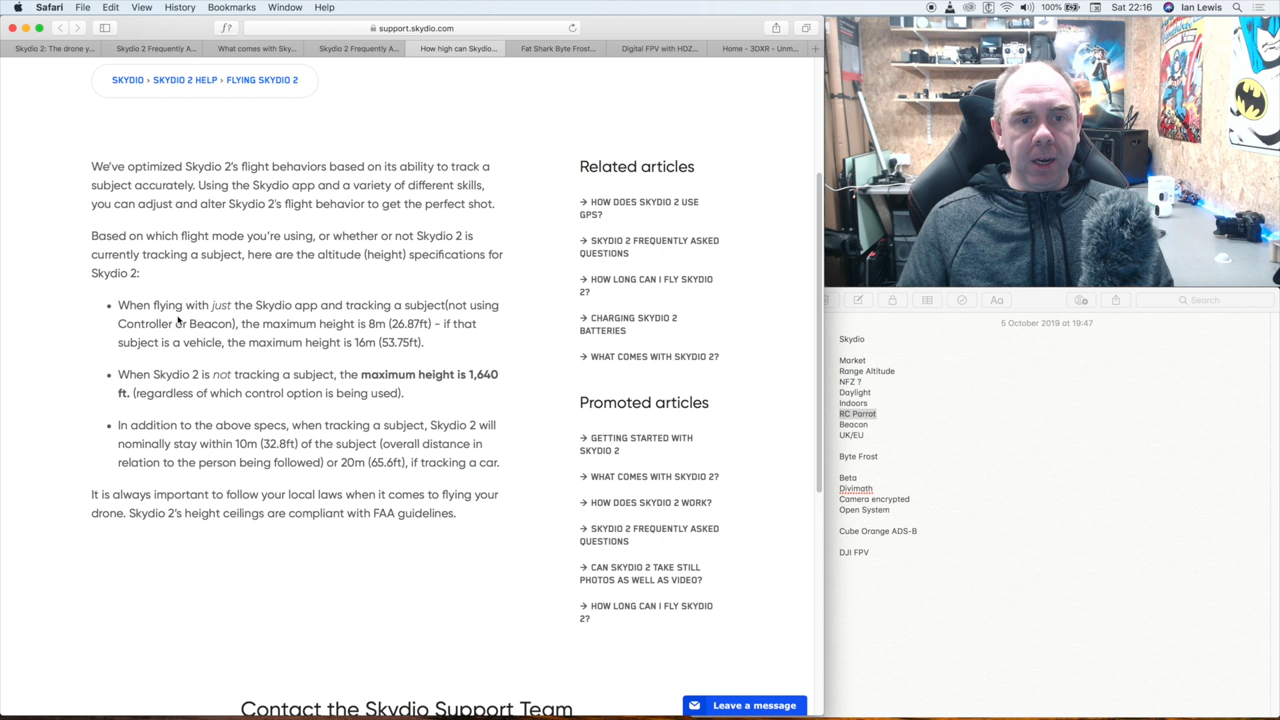 Safari File Edit View History Bookmarks Window Help
100% Sat 22:16 Ian Lewis
support.skydio.com
Skydio 2: The drone y...
Skydio 2 Frequently A...
What comes with Sky...
Skydio 2 Frequently A...
How high can Skydio...
Fat Shark Byte Frost...
Digital FPV with HDZ...
Home - 3DXR - Unm...
SKYDIO › SKYDIO 2 HELP › FLYING SKYDIO 2
We've optimized Skydio 2's flight behaviors based on its ability to track a
subject accurately. Using the Skydio app and a variety of different skills,
you can adjust and alter Skydio 2's flight behavior to get the perfect shot.
Based on which flight mode you're using, or whether or not Skydio 2 is
currently tracking a subject, here are the altitude (height) specifications for
Skydio 2:
• When flying with just the Skydio app and tracking a subject(not using
Controller or Beacon), the maximum height is 8m (26.87ft) - if that
subject is a vehicle, the maximum height is 16m (53.75ft).
• When Skydio 2 is not tracking a subject, the maximum height is 1,640
ft. (regardless of which control option is being used).
• In addition to the above specs, when tracking a subject, Skydio 2 will
nominally stay within 10m (32.8ft) of the subject (overall distance in
relation to the person being followed) or 20m (65.6ft), if tracking a car.
It is always important to follow your local laws when it comes to flying your
drone. Skydio 2's height ceilings are compliant with FAA guidelines.
Related articles
→ HOW DOES SKYDIO 2 USE
GPS?
→ SKYDIO 2 FREQUENTLY ASKED
QUESTIONS
→ HOW LONG CAN I FLY SKYDIO
2?
→ CHARGING SKYDIO 2
BATTERIES
→ WHAT COMES WITH SKYDIO 2?
Promoted articles
→ GETTING STARTED WITH
SKYDIO 2
→ WHAT COMES WITH SKYDIO 2?
→ HOW DOES SKYDIO 2 WORK?
→ SKYDIO 2 FREQUENTLY ASKED
QUESTIONS
→ CAN SKYDIO 2 TAKE STILL
PHOTOS AS WELL AS VIDEO?
→ HOW LONG CAN I FLY SKYDIO
2?
Contact the Skydio Support Team
Leave a message
Aa
Search
5 October 2019 at 19:47
Skydio
Market
Range Altitude
NFZ ?
Daylight
Indoors
RC Parrot
Beacon
UK/EU
Byte Frost
Beta
Divimath
Camera encrypted
Open System
Cube Orange ADS-B
DJI FPV